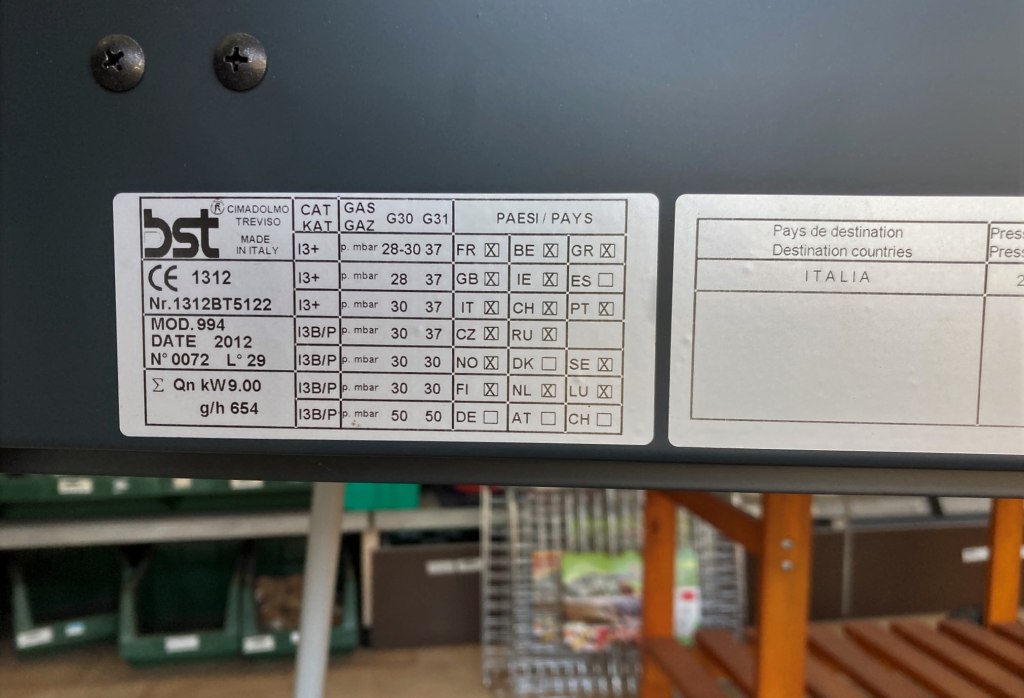 bst ® CIMADOLMO
TREVISO
MADE
IN ITALY
CE 1312
Nr.1312BT5122
MOD.994
DATE 2012
N° 0072 L° 29
Σ Qn kW9.00
g/h 654
CAT KAT GAS GAZ G30 G31 PAESI / PAYS
I3+ p. mbar 28-30 37 FR ☒ BE ☒ GR ☒
I3+ p. mbar 28 37 GB ☒ IE ☒ ES ☐
I3+ p. mbar 30 37 IT ☒ CH ☒ PT ☒
I3B/P p. mbar 30 37 CZ ☒ RU ☒
I3B/P p. mbar 30 30 NO ☒ DK ☐ SE ☒
I3B/P p. mbar 30 30 FI ☒ NL ☒ LU ☒
I3B/P p. mbar 50 50 DE ☐ AT ☐ CH ☐
Pays de destination
Destination countries
ITALIA
Press
Press
2